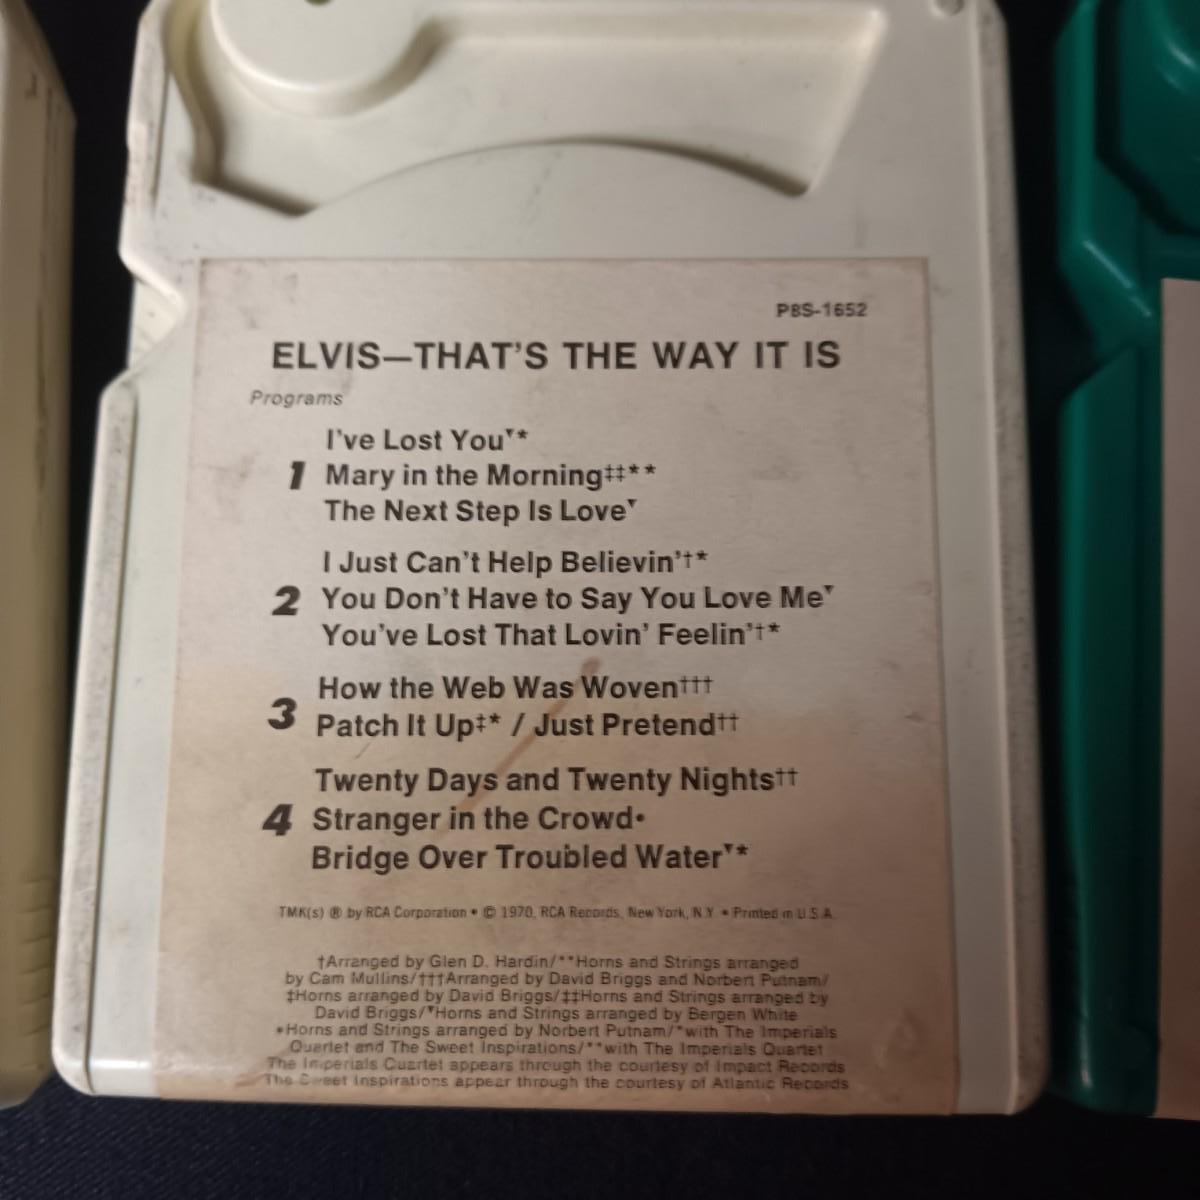 P8S-1652
ELVIS—THAT'S THE WAY IT IS
Programs
I've Lost You▼*
1 Mary in the Morning‡‡**
The Next Step Is Love▼
I Just Can't Help Believin'†*
2 You Don't Have to Say You Love Me▼
You've Lost That Lovin' Feelin'†*
How the Web Was Woven†††
3 Patch It Up‡* / Just Pretend††
Twenty Days and Twenty Nights††
4 Stranger in the Crowd•
Bridge Over Troubled Water▼*
TMK(s) ® by RCA Corporation • © 1970, RCA Records, New York, N.Y. • Printed in U.S.A.
†Arranged by Glen D. Hardin/**Horns and Strings arranged
by Cam Mullins/†††Arranged by David Briggs and Norbert Putnam/
‡Horns arranged by David Briggs/‡‡Horns and Strings arranged by
David Briggs/▼Horns and Strings arranged by Bergen White
•Horns and Strings arranged by Norbert Putnam/*with The Imperials
Quartet and The Sweet Inspirations/**with The Imperials Quartet
The Imperials Quartet appears through the courtesy of Impact Records
The Sweet Inspirations appear through the courtesy of Atlantic Records